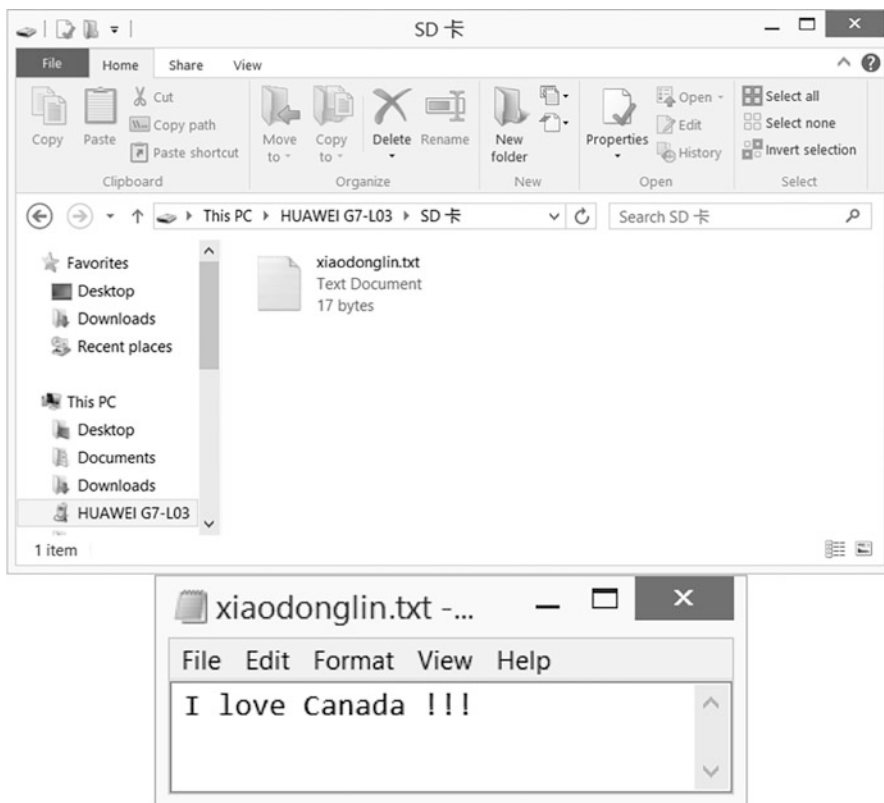 SD 卡
File Home Share View
Copy
Paste
Cut
Copy path
Paste shortcut
Clipboard
Move to
Copy to
Delete
Rename
Organize
New folder
New
Properties
Open
Edit
History
Open
Select all
Select none
Invert selection
Select
This PC HUAWEI G7-L03 SD 卡
Search SD 卡
Favorites
Desktop
Downloads
Recent places
This PC
Desktop
Documents
Downloads
HUAWEI G7-L03
xiaodonglin.txt
Text Document
17 bytes
1 item
xiaodonglin.txt -...
File Edit Format View Help
I love Canada !!!